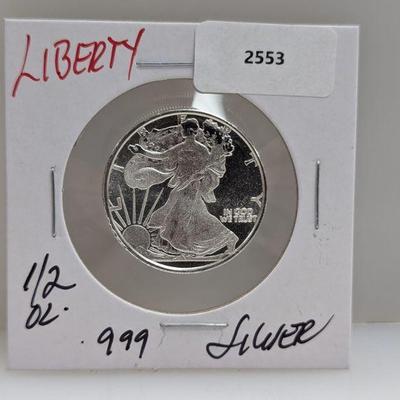 LIBERTY
2553
LIBERTY
IN GOD
WE TRUST
1/2
OZ.
.999 SILVER